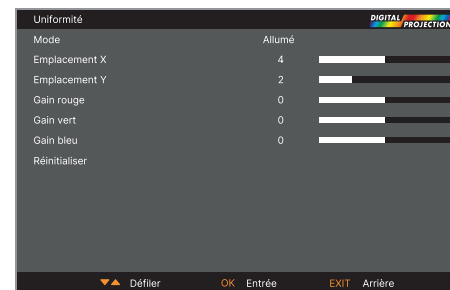 Uniformité DIGITAL PROJECTION
Mode Allumé
Emplacement X 4
Emplacement Y 2
Gain rouge 0
Gain vert 0
Gain bleu 0
Réinitialiser
▼▲ Défiler OK Entrée EXIT Arrière